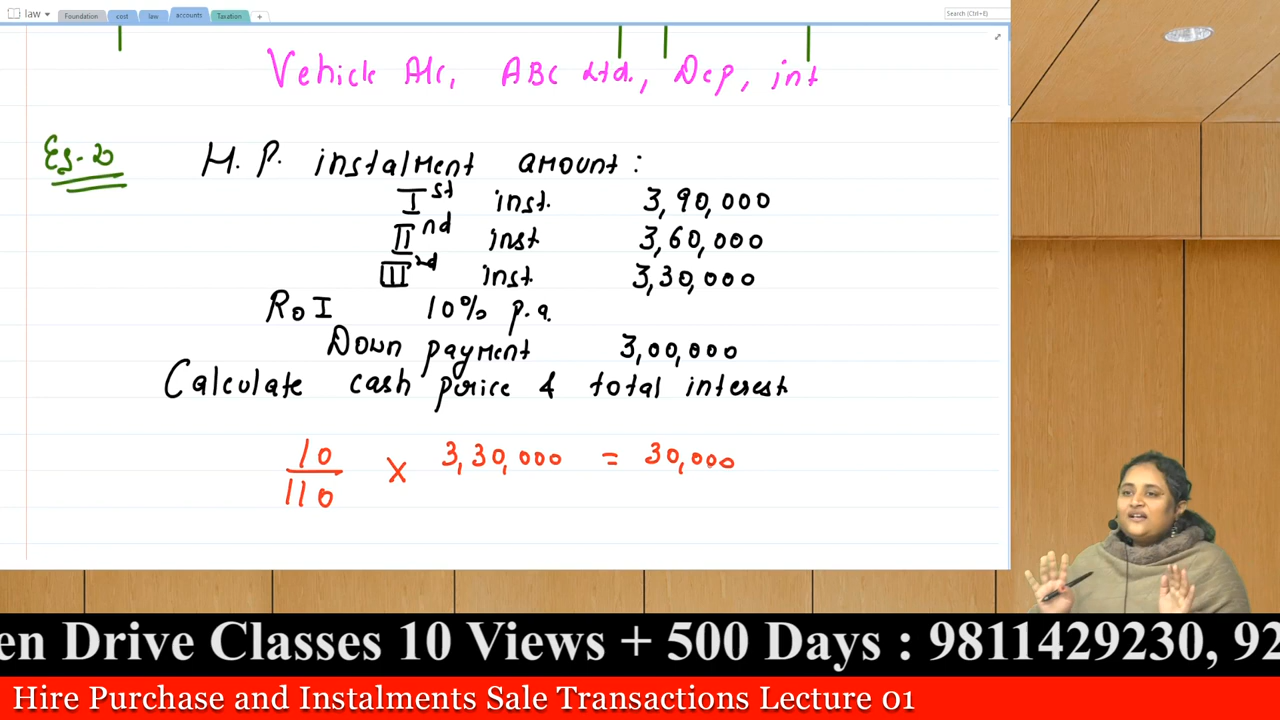 law Foundation cost law accounts Taxation +
Search (Ctrl+E)
Vehicle A/c, ABC Ltd., Dep, int
Eg-20
H.P. instalment amount:
Ist inst. 3,90,000
IInd inst 3,60,000
IIIrd inst. 3,30,000
RoI 10% p.a.
Down payment 3,00,000
Calculate cash price & total interest
10/110 × 3,30,000 = 30,000
en Drive Classes 10 Views + 500 Days : 9811429230, 92
Hire Purchase and Instalments Sale Transactions Lecture 01